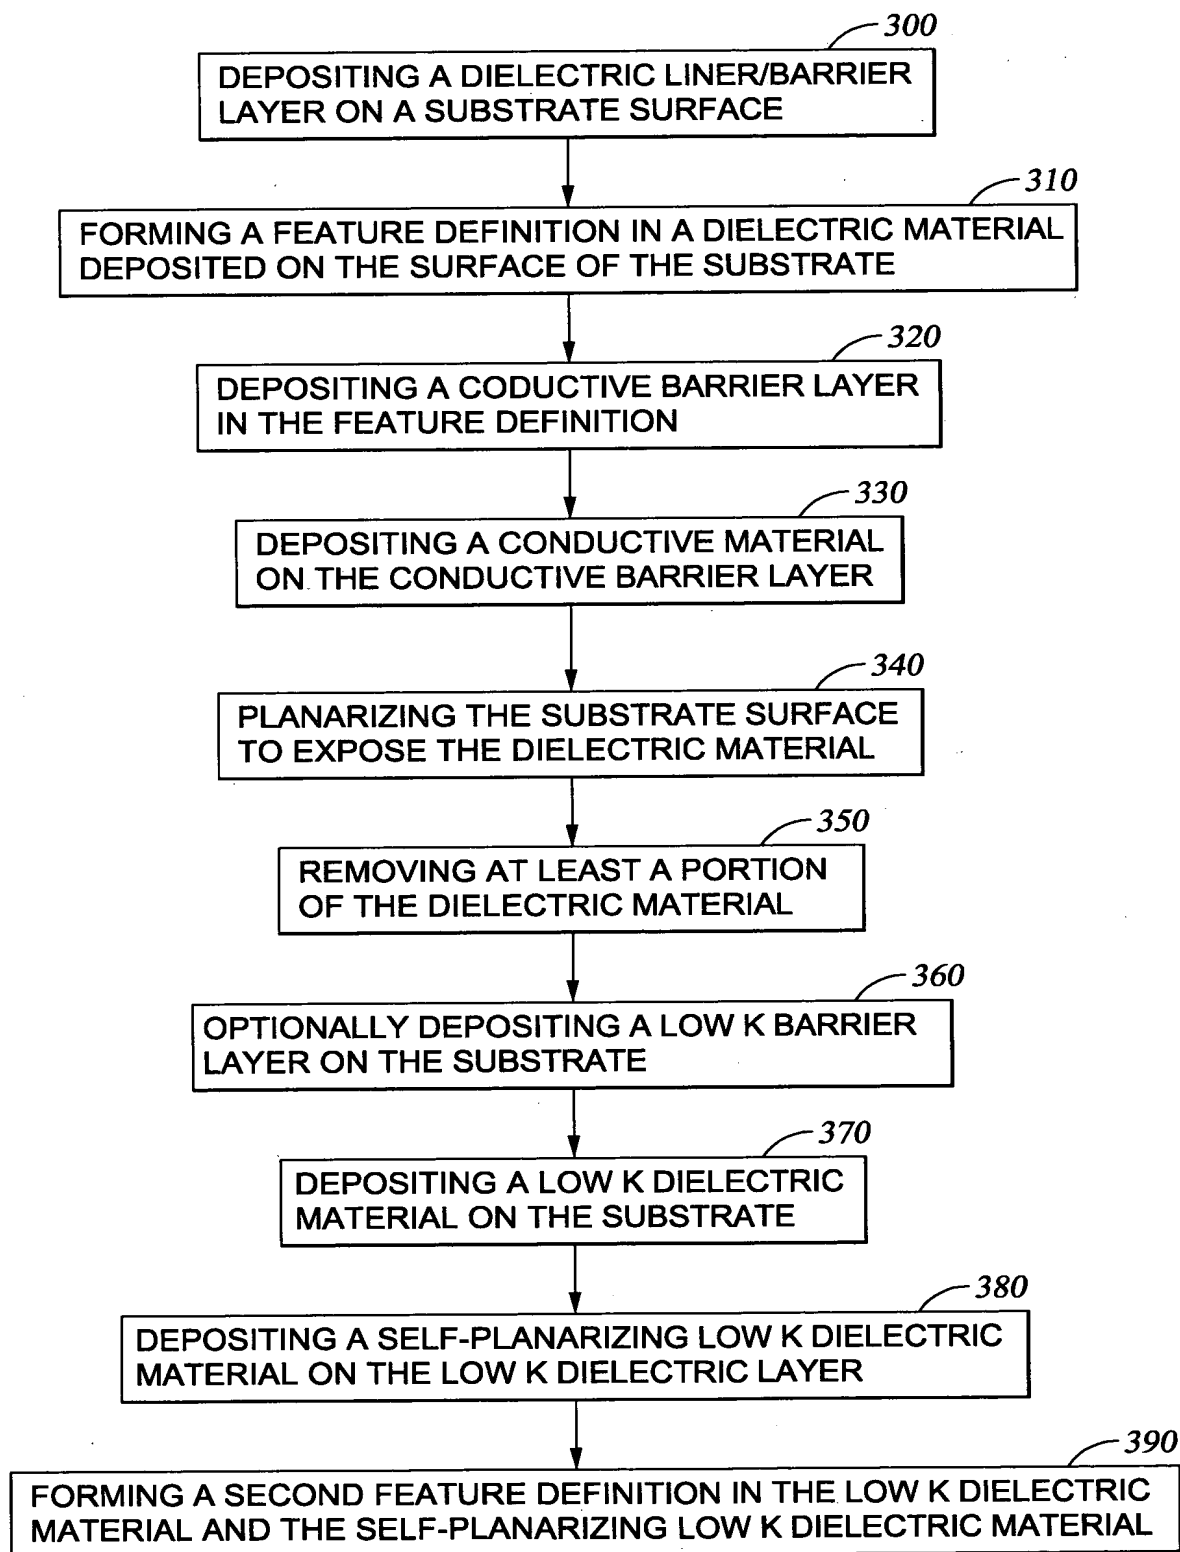 300
DEPOSITING A DIELECTRIC LINER/BARRIER
LAYER ON A SUBSTRATE SURFACE
310
FORMING A FEATURE DEFINITION IN A DIELECTRIC MATERIAL
DEPOSITED ON THE SURFACE OF THE SUBSTRATE
320
DEPOSITING A CODUCTIVE BARRIER LAYER
IN THE FEATURE DEFINITION
330
DEPOSITING A CONDUCTIVE MATERIAL
ON THE CONDUCTIVE BARRIER LAYER
340
PLANARIZING THE SUBSTRATE SURFACE
TO EXPOSE THE DIELECTRIC MATERIAL
350
REMOVING AT LEAST A PORTION
OF THE DIELECTRIC MATERIAL
360
OPTIONALLY DEPOSITING A LOW K BARRIER
LAYER ON THE SUBSTRATE
370
DEPOSITING A LOW K DIELECTRIC
MATERIAL ON THE SUBSTRATE
380
DEPOSITING A SELF-PLANARIZING LOW K DIELECTRIC
MATERIAL ON THE LOW K DIELECTRIC LAYER
390
FORMING A SECOND FEATURE DEFINITION IN THE LOW K DIELECTRIC
MATERIAL AND THE SELF-PLANARIZING LOW K DIELECTRIC MATERIAL